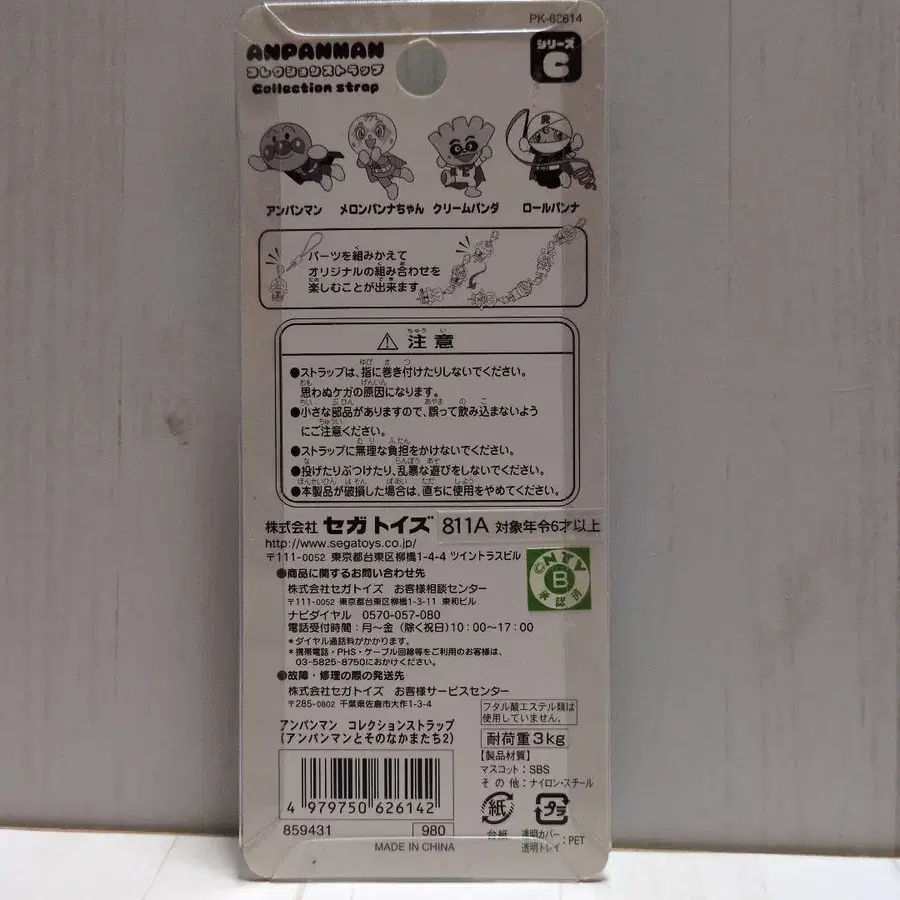 PK-62614
ANPANMAN
コレクションストラップ
Collection strap
シリーズ
C
アンパンマン メロンパンナちゃん クリームパンダ ロールパンナ
パーツを組みかえて
オリジナルの組み合わせを
楽しむことが出来ます。
⚠ 注意
●ストラップは、指に巻き付けたりしないでください。
思わぬケガの原因になります。
●小さな部品がありますので、誤って飲み込まないよう
にご注意ください。
●ストラップに無理な負担をかけないでください。
●投げたりぶつけたり、乱暴な遊びをしないでください。
●本製品が破損した場合は、直ちに使用をやめてください。
株式会社 セガトイズ 811A 対象年令6才以上
http://www.segatoys.co.jp/
〒111-0052 東京都台東区柳橋1-4-4 ツイントラスビル
●商品に関するお問い合わせ先
株式会社セガトイズ お客様相談センター
〒111-0052 東京都台東区柳橋1-3-11 東和ビル
ナビダイヤル 0570-057-080
電話受付時間：月〜金（除く祝日）10：00〜17：00
*ダイヤル通話料がかかります。
*携帯電話・PHS・ケーブル回線等をご利用のお客様は、
03-5825-8750におかけください。
●故障・修理の際の発送先
株式会社セガトイズ お客様サービスセンター
〒285-0802 千葉県佐倉市大作1-3-4
NTV
B
承認済
アンパンマン コレクションストラップ
(アンパンマンとそのなかまたち2)
4 979750 626142
859431 980
フタル酸エステル類は
使用していません。
耐荷重3kg
【製品材質】
マスコット：SBS
その他：ナイロン・スチール
紙
台紙
プラ
透明カバー
透明トレイ
：PET
MADE IN CHINA